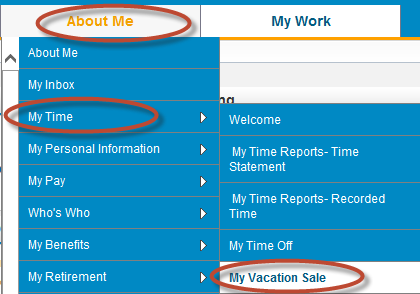 About Me
My Work
About Me
My Inbox
My Time
My Personal Information
My Pay
Who's Who
My Benefits
My Retirement
Welcome
My Time Reports- Time
Statement
My Time Reports- Recorded
Time
My Time Off
My Vacation Sale